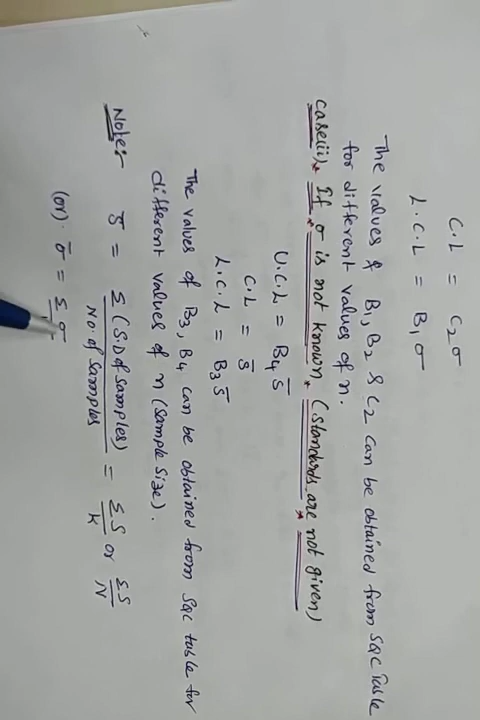 C.L = C₂σ
L.C.L = B₁σ
The values of B₁, B₂ & C₂ can be obtained from SQC Table
for different values of n.
case(ii). If σ is not known. (standards are not given)
U.C.L = B₄ s̄
C.L = s̄
L.C.L = B₃ s̄
The values of B₃, B₄ can be obtained from SQC table for
different values of n (sample size).
Note:- s̄ = Σ(S.D of samples) / No. of samples = ΣS / K or ΣS / N
(or). σ̄ = Σσ